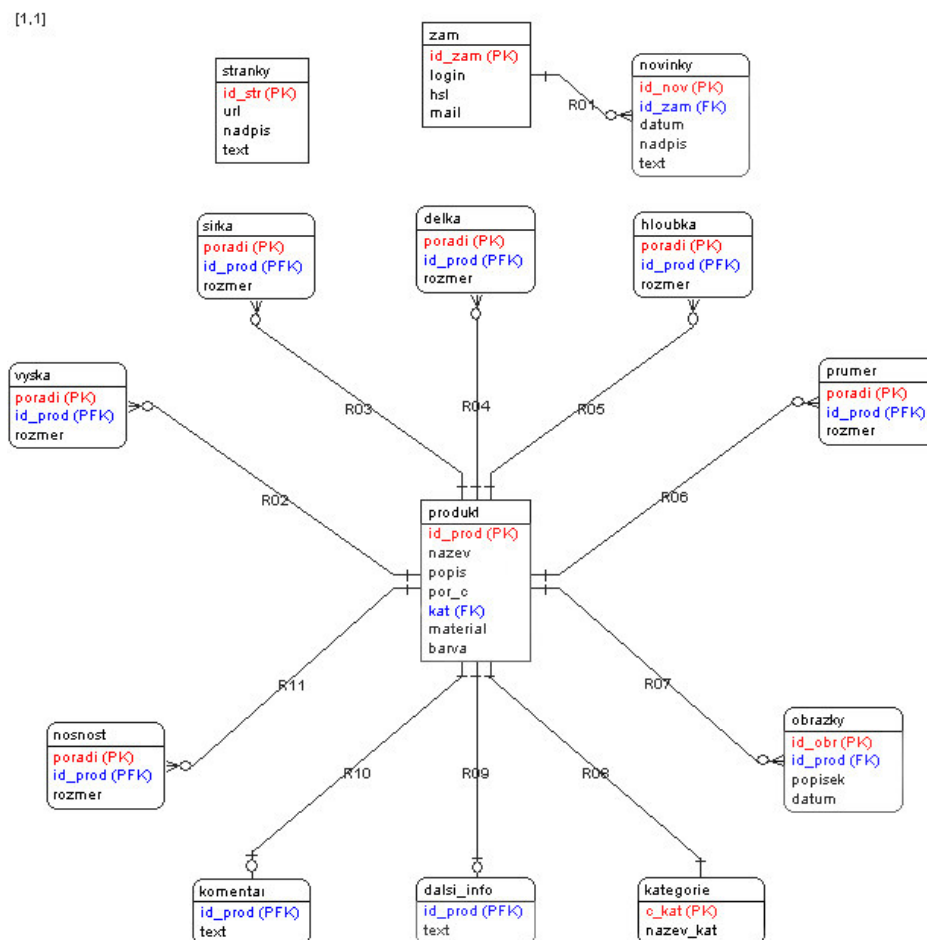 [1,1]
zam
id_zam (PK)
login
hsl
mail
stranky
id_str (PK)
url
nadpis
text
novinky
id_nov (PK)
id_zam (FK)
datum
nadpis
text
R01
sirka
poradi (PK)
id_prod (PFK)
rozmer
delka
poradi (PK)
id_prod (PFK)
rozmer
hloubka
poradi (PK)
id_prod (PFK)
rozmer
vyska
poradi (PK)
id_prod (PFK)
rozmer
prumer
poradi (PK)
id_prod (PFK)
rozmer
R03
R04
R05
R02
R06
produkt
id_prod (PK)
nazev
popis
por_c
kat (FK)
material
barva
R11
R07
nosnost
poradi (PK)
id_prod (PFK)
rozmer
obrazky
id_obr (PK)
id_prod (FK)
popisek
datum
R10
R09
R08
komentar
id_prod (PFK)
text
dalsi_info
id_prod (PFK)
text
kategorie
c_kat (PK)
nazev_kat